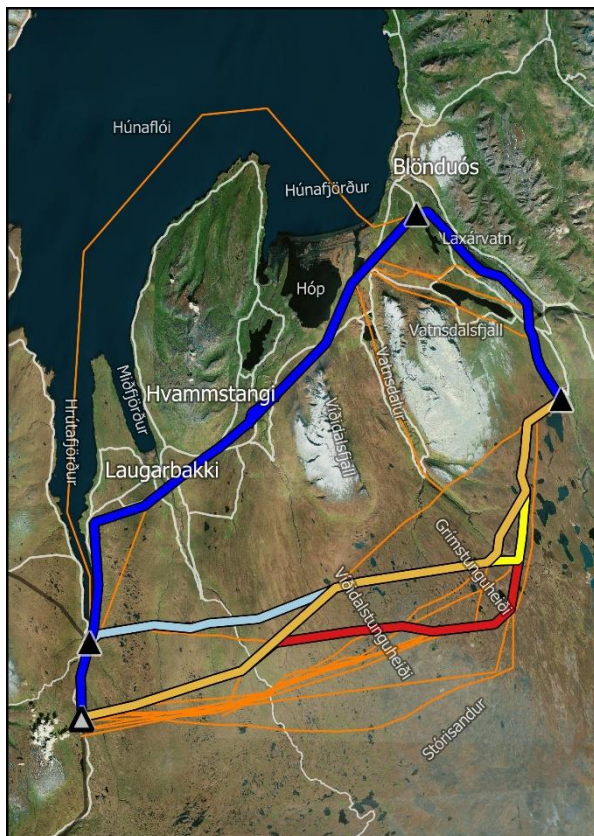 Húnaflói
Blönduós
Húnafjörður
Laxárvatn
Hóp
Vatnsdalsfjall
Miðfjörður
Hvammstangi
Vatnsdalur
Víðidalsfjall
Hrútafjörður
Laugarbakki
Grímstunguheiði
Víðidalstunguheiði
Stórisandur